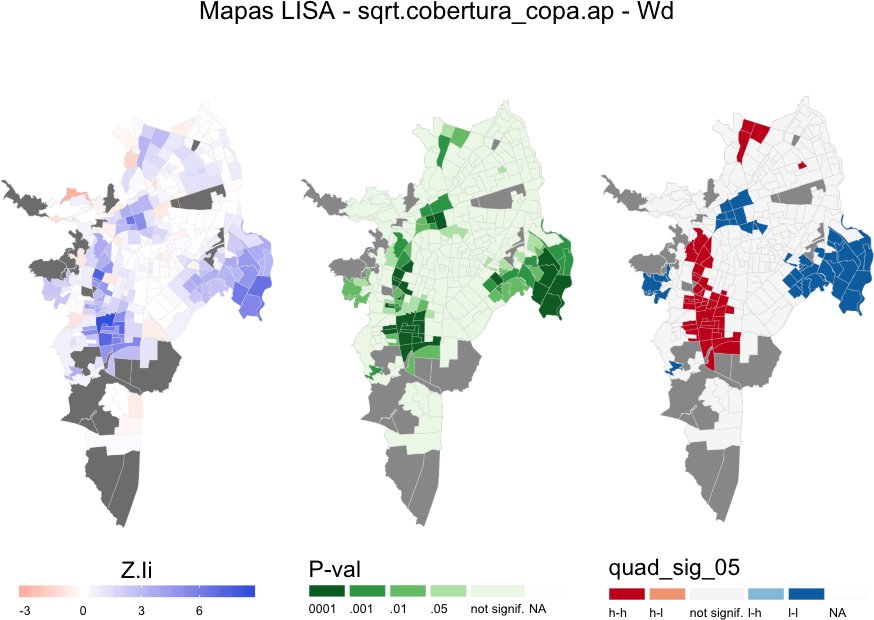 Mapas LISA - sqrt.cobertura_copa.ap - Wd
Z.Ii
-3 0 3 6
P-val
0001 .001 .01 .05 not signif. NA
quad_sig_05
h-h h-l not signif. l-h l-l NA